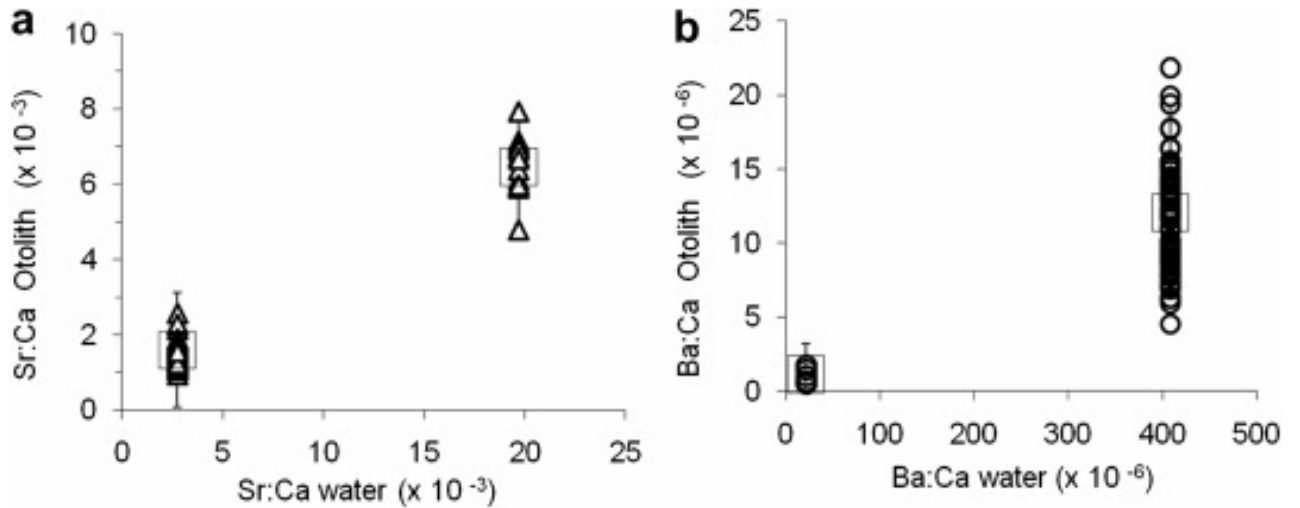 a
Sr:Ca Otolith (x 10 -3)
10
8
6
4
2
0
0 5 10 15 20 25
Sr:Ca water (x 10 -3)
b
Ba:Ca Otolith (x 10 -6)
25
20
15
10
5
0
0 100 200 300 400 500
Ba:Ca water (x 10 -6)